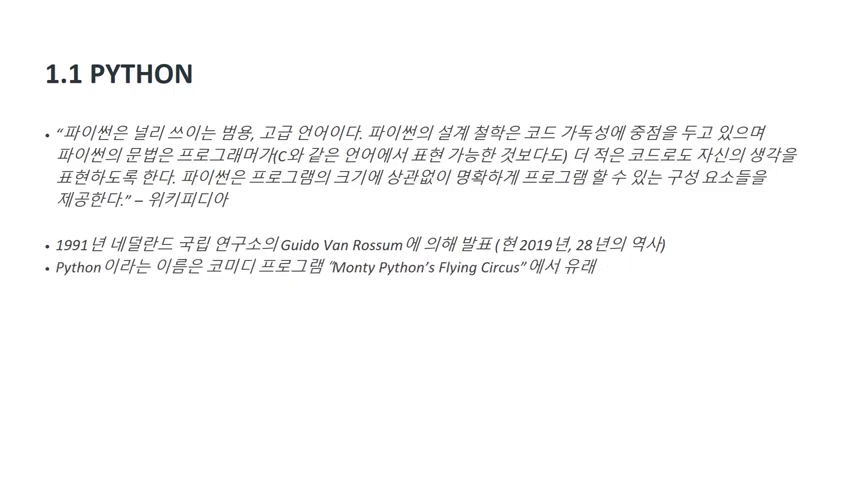 1.1 PYTHON
• “파이썬은 널리 쓰이는 범용, 고급 언어이다. 파이썬의 설계 철학은 코드 가독성에 중점을 두고 있으며
파이썬의 문법은 프로그래머가(C와 같은 언어에서 표현 가능한 것보다도) 더 적은 코드로도 자신의 생각을
표현하도록 한다. 파이썬은 프로그램의 크기에 상관없이 명확하게 프로그램 할 수 있는 구성 요소들을
제공한다.” – 위키피디아
• 1991년 네덜란드 국립 연구소의 Guido Van Rossum에 의해 발표 (현 2019년, 28년의 역사)
• Python이라는 이름은 코미디 프로그램 “Monty Python’s Flying Circus”에서 유래